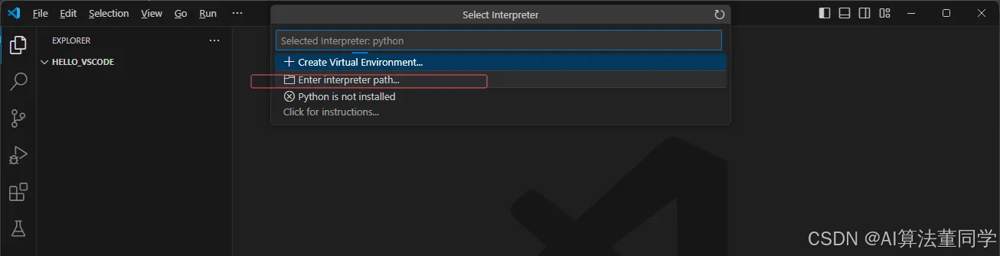 File Edit Selection View Go Run ···
Select Interpreter
EXPLORER ···
Selected Interpreter: python
HELLO_VSCODE
Create Virtual Environment...
Enter interpreter path...
Python is not installed
Click for instructions...
CSDN @AI算法董同学